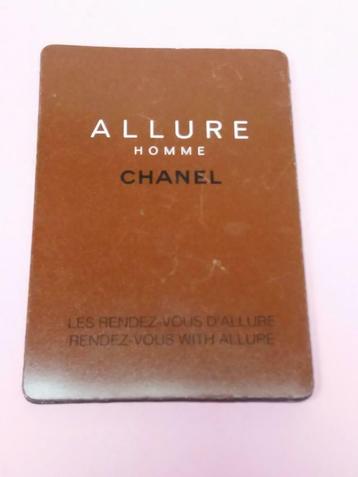 ALLURE
HOMME
CHANEL
LES RENDEZ-VOUS D'ALLURE
RENDEZ-VOUS WITH ALLURE